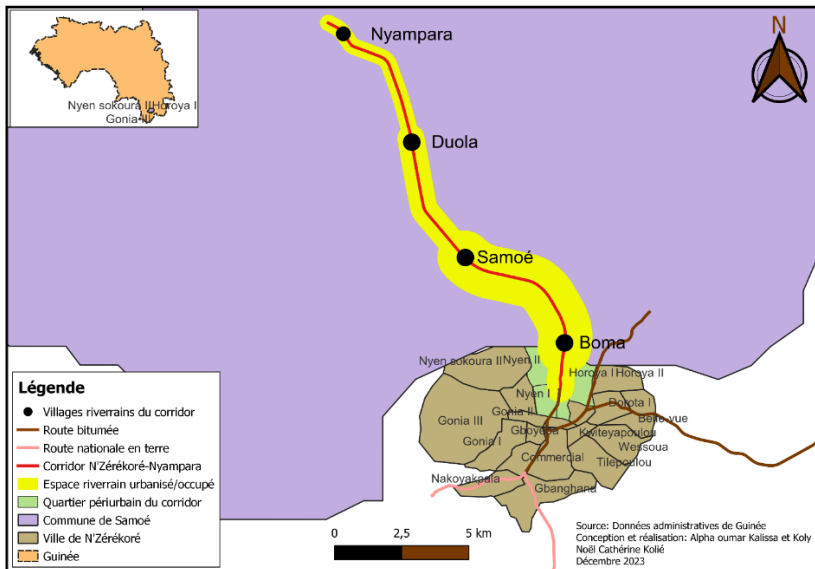 Nyen sokoura II Horoya I
Gonia III
N
Nyampara
Duola
Samoé
Boma
Nyen sokoura II
Nyen II
Horoya I
Horoya II
Nyen I
Dorota I
Gonia II
Belle vue
Gonia III
Gboyeba
Kwiteyapoulou
Gonia I
Wessoua
Commercial
Tilepoulou
Nakoyakpala
Gbanghana
Légende
Villages riverrains du corridor
Route bitumée
Route nationale en terre
Corridor N'Zérékoré-Nyampara
Espace riverrain urbanisé/occupé
Quartier périurbain du corridor
Commune de Samoé
Ville de N'Zérékoré
Guinée
0 2,5 5 km
Source: Données administratives de Guinée
Conception et réalisation: Alpha oumar Kalissa et Koly
Noël Cathérine Kolié
Décembre 2023